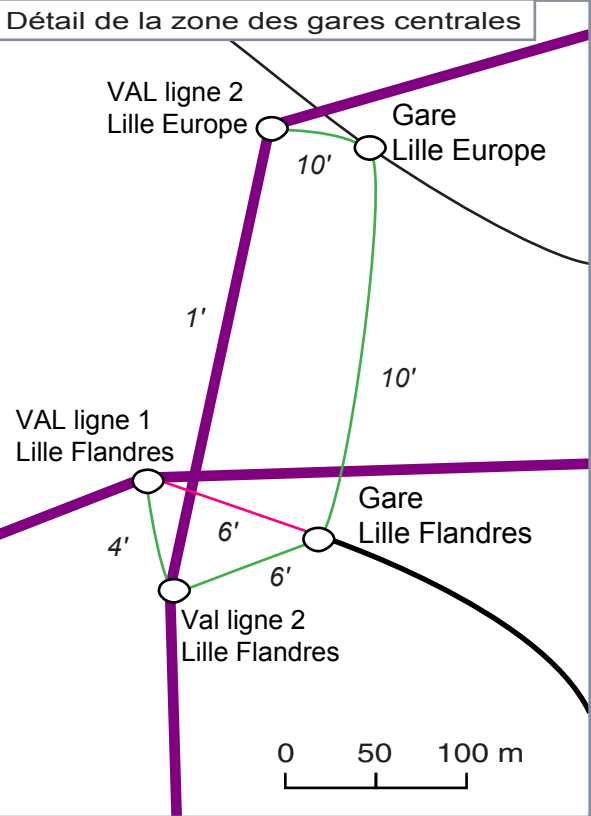 Détail de la zone des gares centrales
VAL ligne 2
Lille Europe
Gare
Lille Europe
10'
1'
10'
VAL ligne 1
Lille Flandres
Gare
Lille Flandres
4'
6'
6'
Val ligne 2
Lille Flandres
0 50 100 m